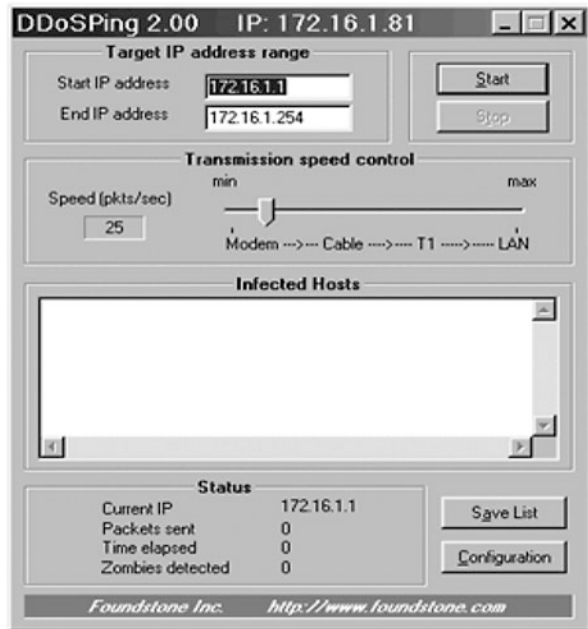 DDoSPing 2.00 IP: 172.16.1.81
Target IP address range
Start IP address 172.16.1.1
End IP address 172.16.1.254
Start
Stop
Transmission speed control
min max
Speed (pkts/sec)
25
Modem --->--- Cable ---->---- T1 ----->----- LAN
Infected Hosts
Status
Current IP 172.16.1.1
Packets sent 0
Time elapsed 0
Zombies detected 0
Save List
Configuration
Foundstone Inc. http://www.foundstone.com